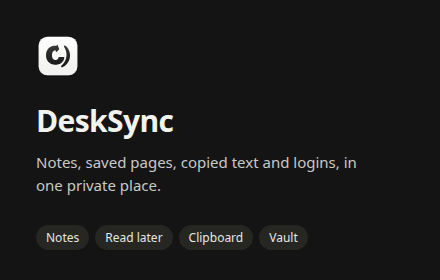 DeskSync
Notes, saved pages, copied text and logins, in
one private place.
Notes
Read later
Clipboard
Vault